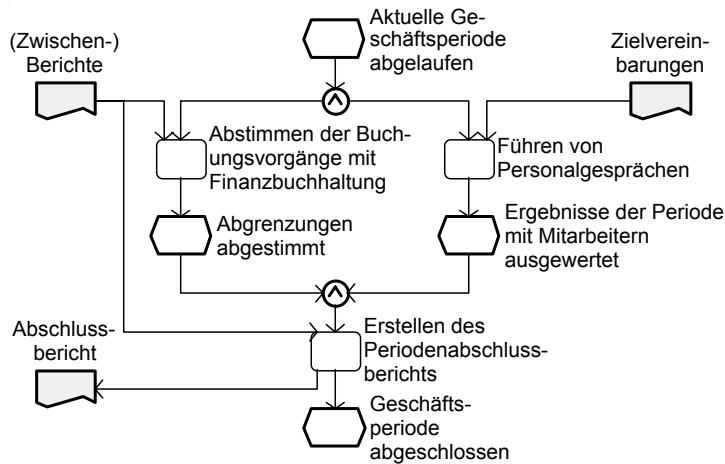 Aktuelle Ge-
schäftsperiode
abgelaufen
(Zwischen-)
Berichte
Zielverein-
barungen
Abstimmen der Buch-
ungsvorgänge mit
Finanzbuchhaltung
Führen von
Personalgesprächen
Abgrenzungen
abgestimmt
Ergebnisse der Periode
mit Mitarbeitern
ausgewertet
Abschluss-
bericht
Erstellen des
Periodenabschluss-
berichts
Geschäfts-
periode
abgeschlossen